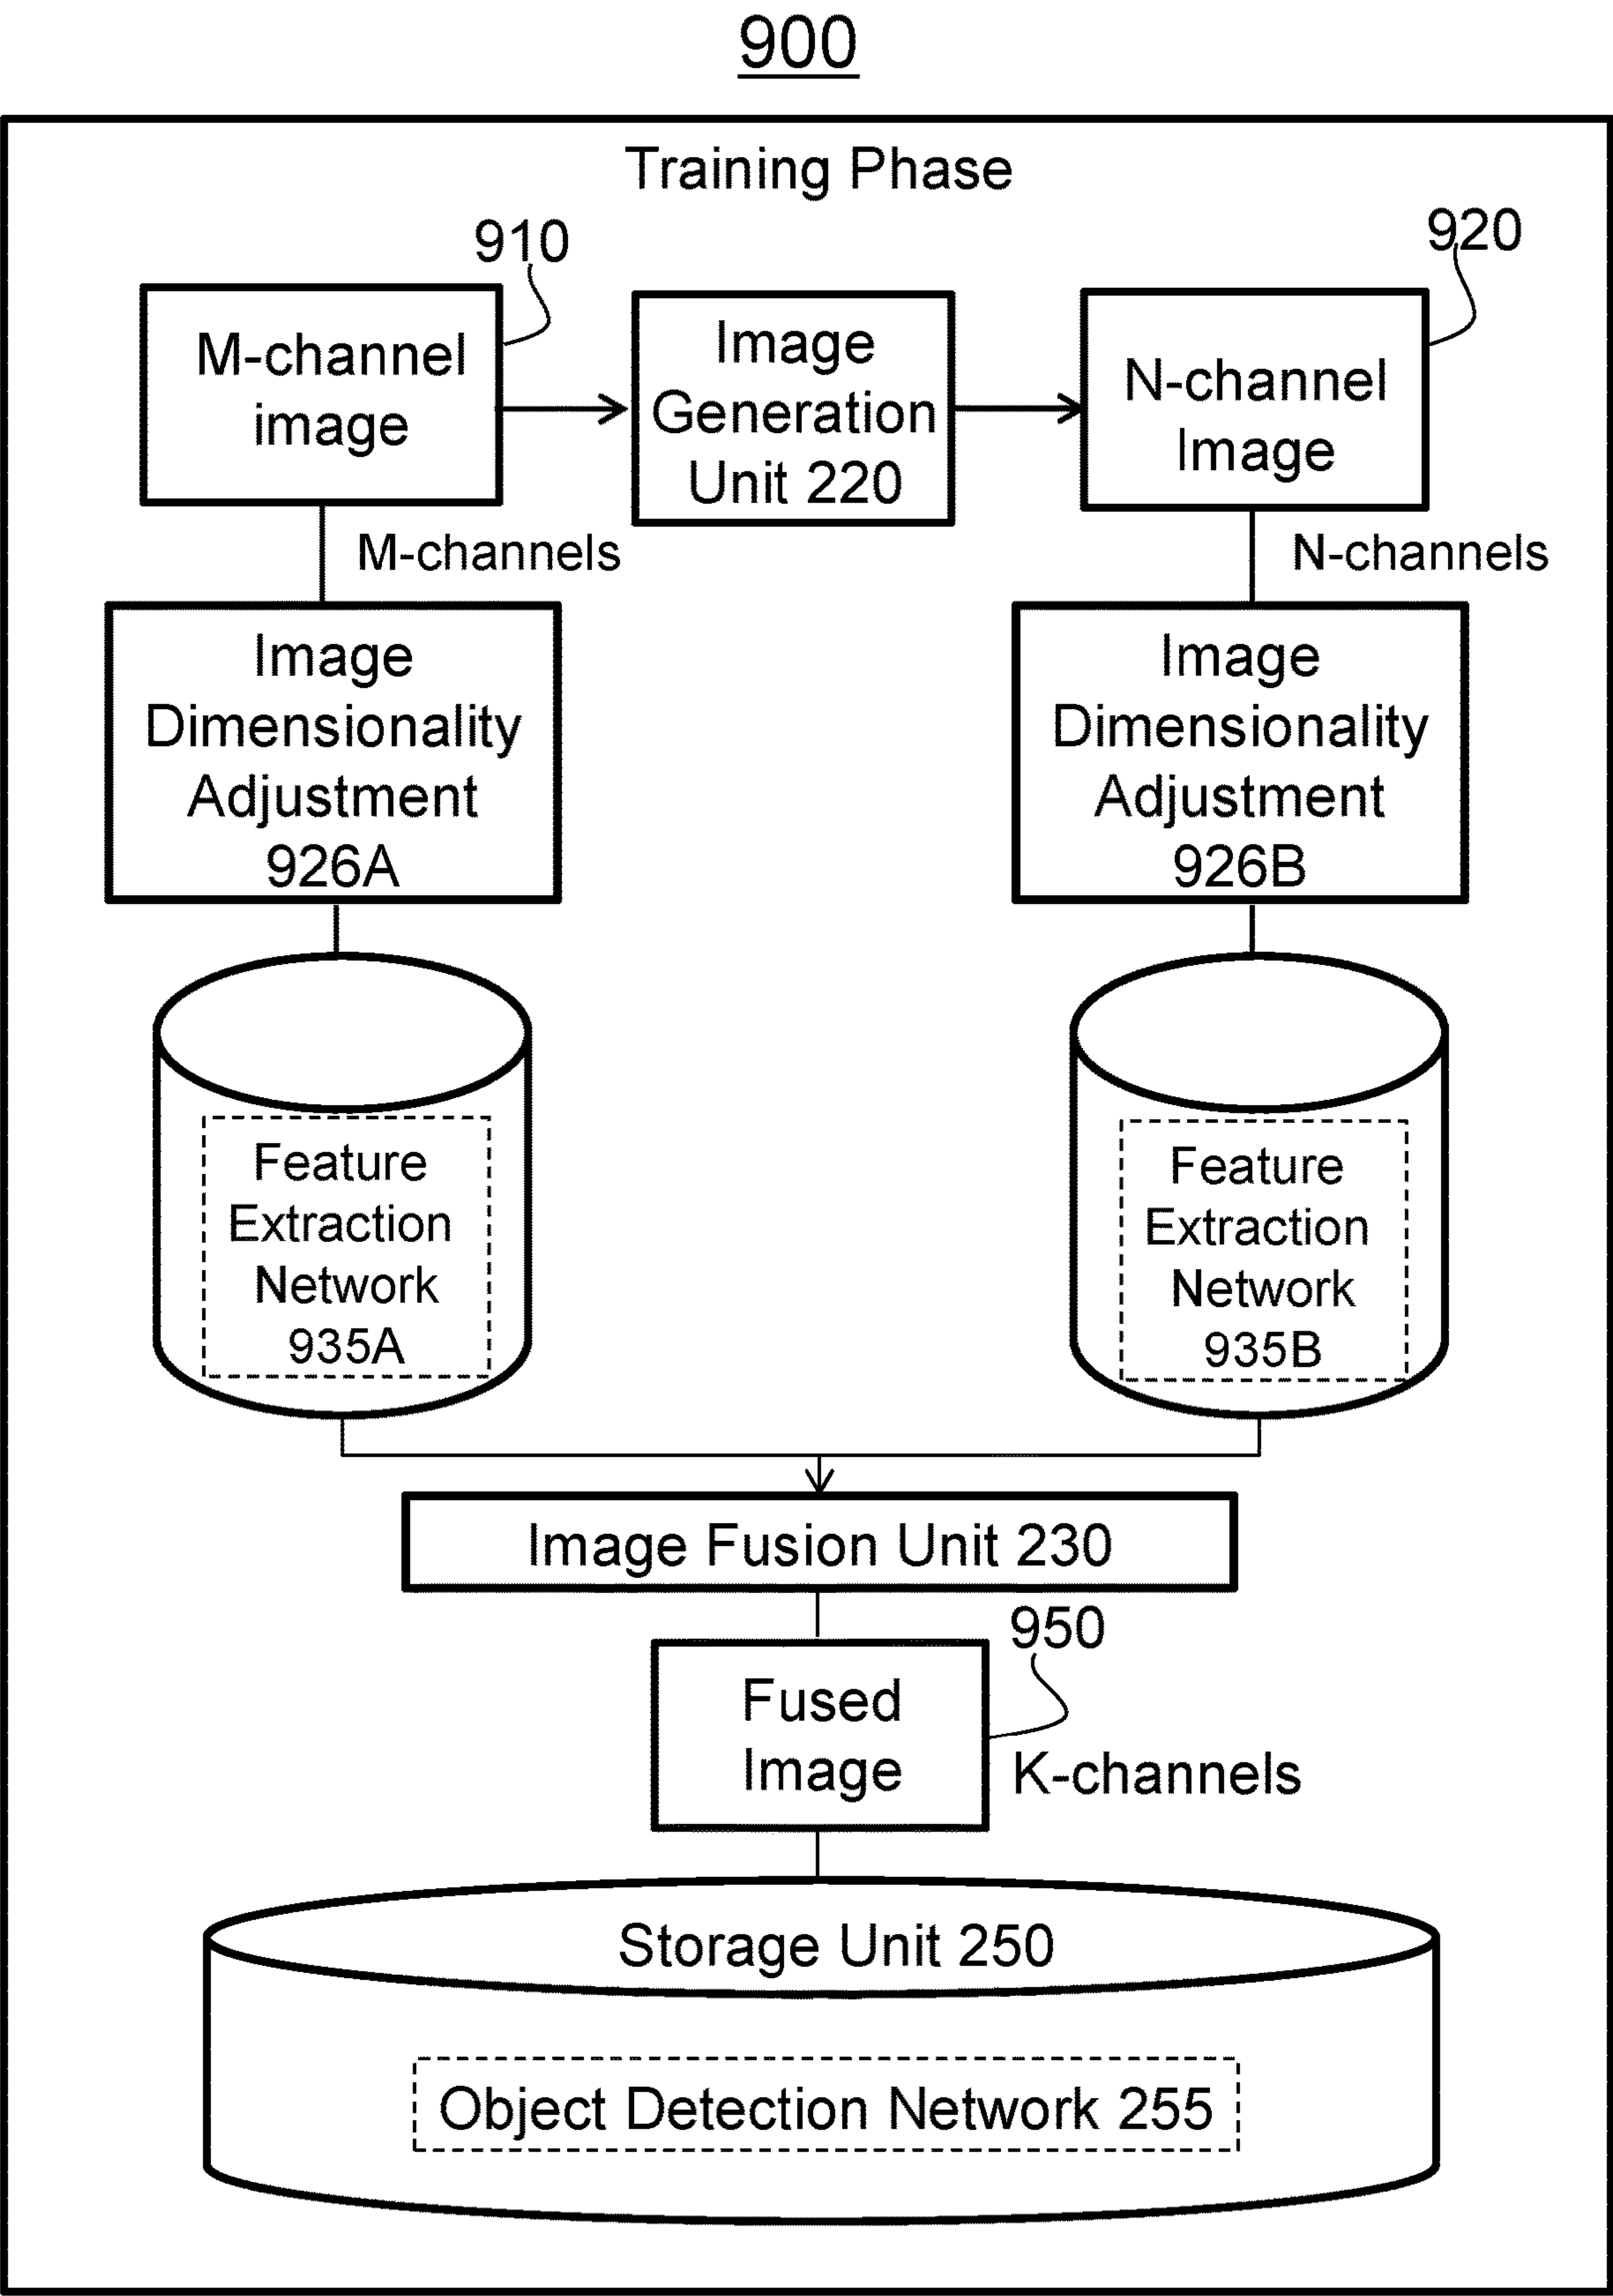 900
Training Phase
910
920
M-channel
image
Image
Generation
Unit 220
N-channel
Image
M-channels
N-channels
Image
Dimensionality
Adjustment
926A
Image
Dimensionality
Adjustment
926B
Feature
Extraction
Network
935A
Feature
Extraction
Network
935B
Image Fusion Unit 230
950
Fused
Image
K-channels
Storage Unit 250
Object Detection Network 255